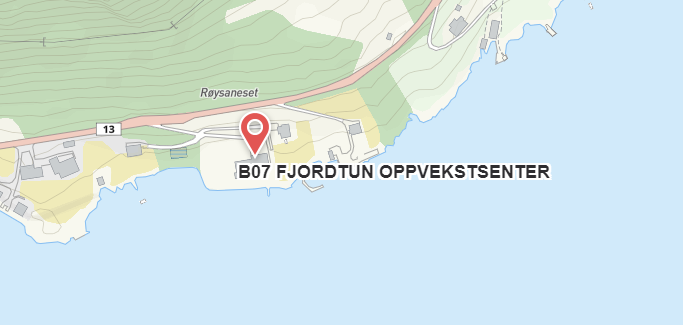 Røysaneset
13
B07 FJORDTUN OPPVEKSTSENTER